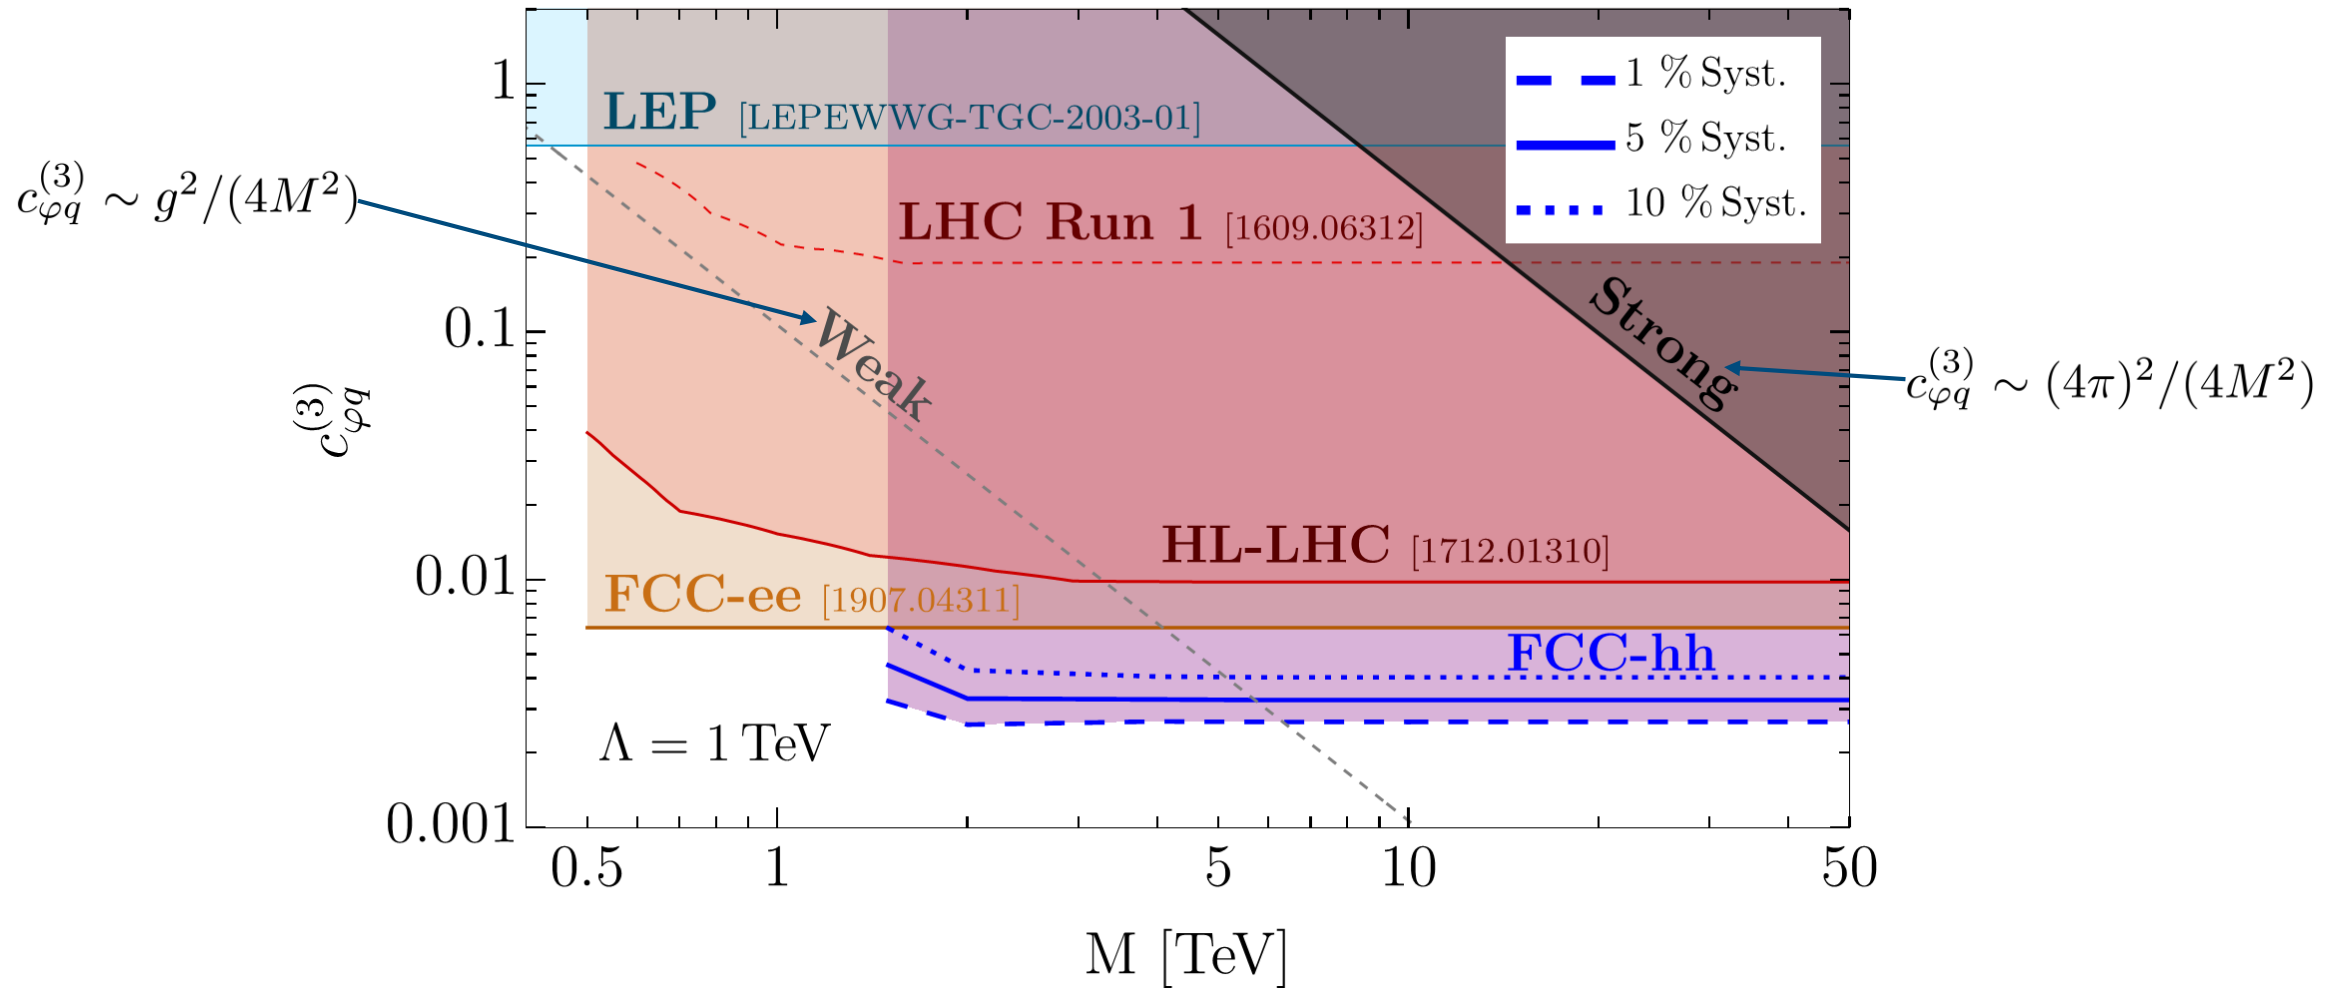 1 % Syst.
5 % Syst.
10 % Syst.
LEP [LEPEWWG-TGC-2003-01]
c_{φq}^{(3)} ∼ g²/(4M²)
LHC Run 1 [1609.06312]
Weak
Strong
c_{φq}^{(3)} ∼ (4π)²/(4M²)
HL-LHC [1712.01310]
FCC-ee [1907.04311]
FCC-hh
Λ = 1 TeV
c_{φq}^{(3)}
1
0.1
0.01
0.001
0.5 1 5 10 50
M [TeV]